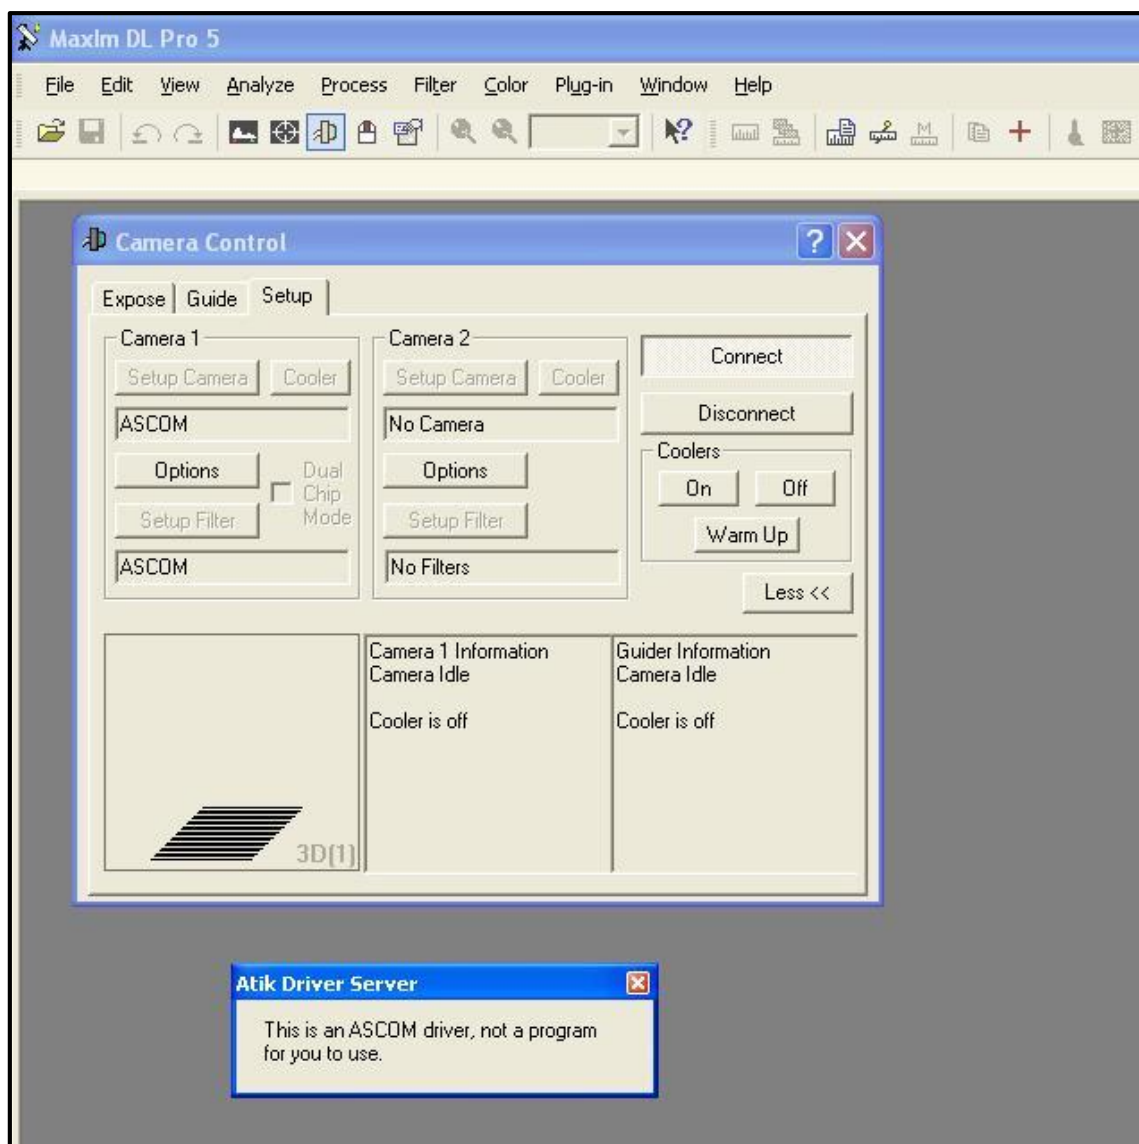 MaxIm DL Pro 5
File Edit View Analyze Process Filter Color Plug-in Window Help
M
Camera Control
Expose Guide Setup
Camera 1
Setup Camera Cooler
ASCOM
Options
Dual
Chip
Mode
Setup Filter
ASCOM
Camera 2
Setup Camera Cooler
No Camera
Options
Setup Filter
No Filters
Connect
Disconnect
Coolers
On Off
Warm Up
Less <<
3D(1)
Camera 1 Information
Camera Idle
Cooler is off
Guider Information
Camera Idle
Cooler is off
Atik Driver Server
This is an ASCOM driver, not a program
for you to use.